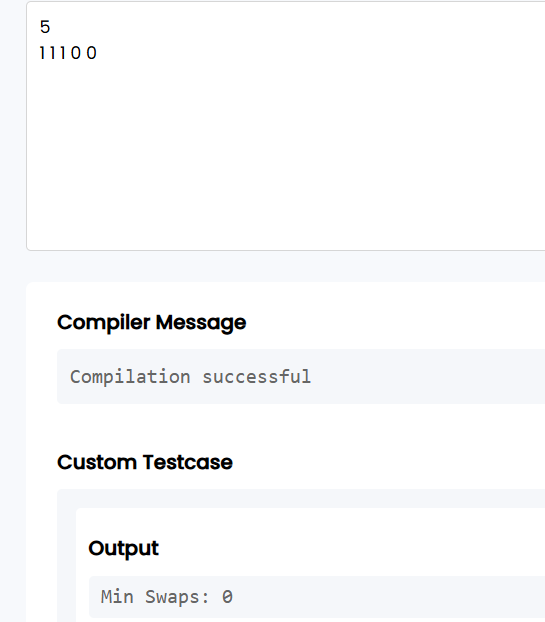 5
1 1 1 0 0
Compiler Message
Compilation successful
Custom Testcase
Output
Min Swaps: 0